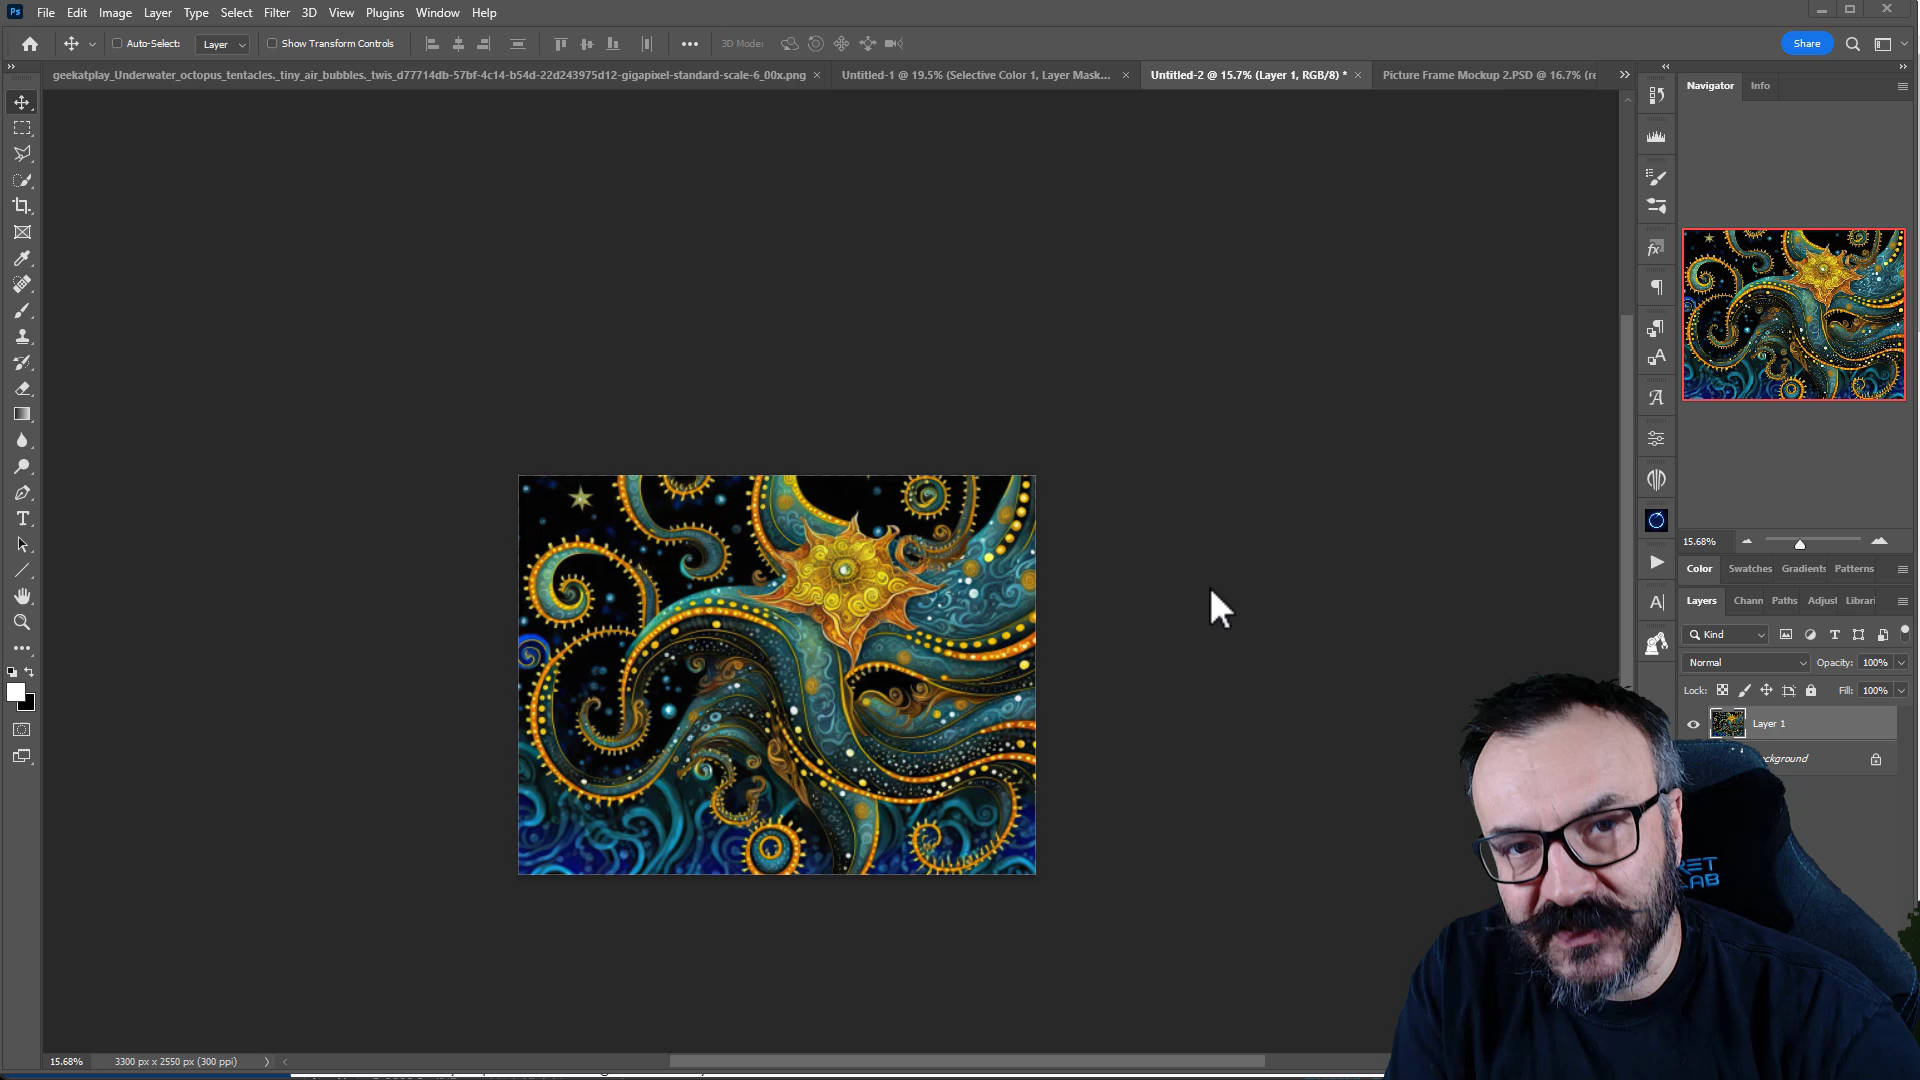 Ps File Edit Image Layer Type Select Filter 3D View Plugins Window Help
Auto-Select: Layer Show Transform Controls 3D Mode: Share
geekatplay_Underwater_octopus_tentacles._tiny_air_bubbles._twis_d77714db-57bf-4c14-b54d-22d243975d12-gigapixel-standard-scale-6_00x.png Untitled-1 @ 19.5% (Selective Color 1, Layer Mask... Untitled-2 @ 15.7% (Layer 1, RGB/8) * Picture Frame Mockup 2.PSD @ 16.7% (re
Navigator Info
15.68%
Color Swatches Gradients Patterns
Layers Chann Paths Adjust Librari
Kind
Normal Opacity: 100%
Lock: Fill: 100%
Layer 1
ckground
RET
AB
15.68% 3300 px x 2550 px (300 ppi)